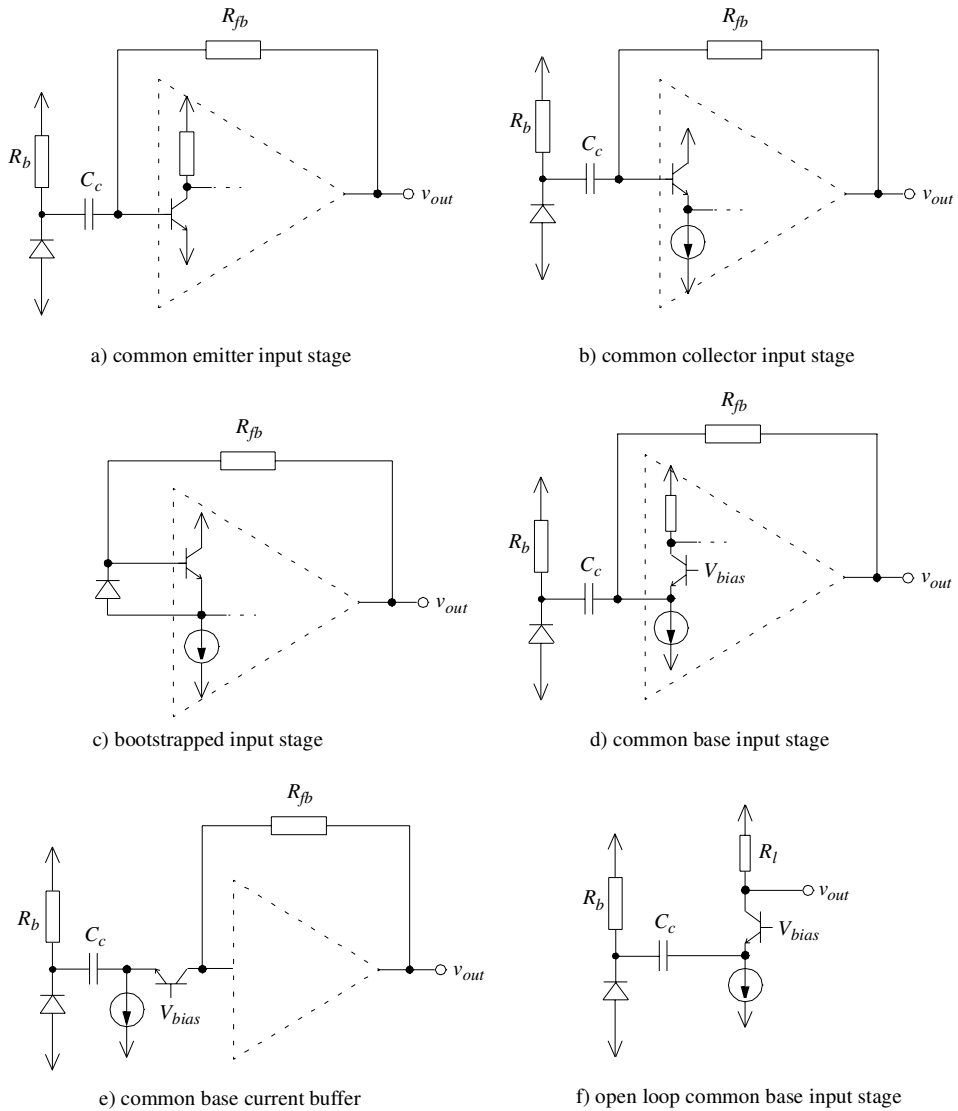 R_fb
R_b
C_c
v_out
a) common emitter input stage
R_fb
R_b
C_c
v_out
b) common collector input stage
R_fb
v_out
c) bootstrapped input stage
R_fb
R_b
C_c
V_bias
v_out
d) common base input stage
R_fb
R_b
C_c
V_bias
v_out
e) common base current buffer
R_l
R_b
C_c
v_out
V_bias
f) open loop common base input stage